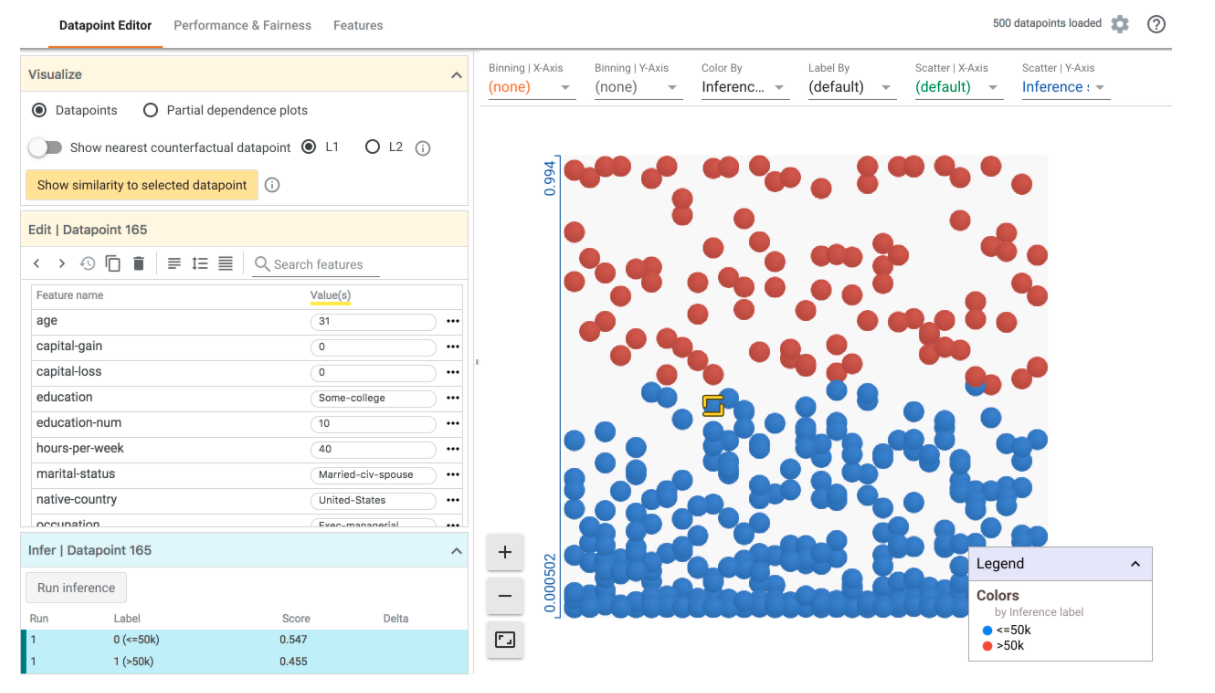 Datapoint Editor Performance & Fairness Features 500 datapoints loaded
Visualize
Datapoints Partial dependence plots
Show nearest counterfactual datapoint L1 L2
Show similarity to selected datapoint
Edit | Datapoint 165
Search features
Feature name Value(s)
age 31
capital-gain 0
capital-loss 0
education Some-college
education-num 10
hours-per-week 40
marital-status Married-civ-spouse
native-country United-States
occupation Exec-managerial
Infer | Datapoint 165
Run inference
Run Label Score Delta
1 0 (<=50k) 0.547
1 1 (>50k) 0.455
Binning | X-Axis Binning | Y-Axis Color By Label By Scatter | X-Axis Scatter | Y-Axis
(none) (none) Inferenc... (default) (default) Inference s
0.994
0.000502
Legend
Colors
by Inference label
<=50k
>50k